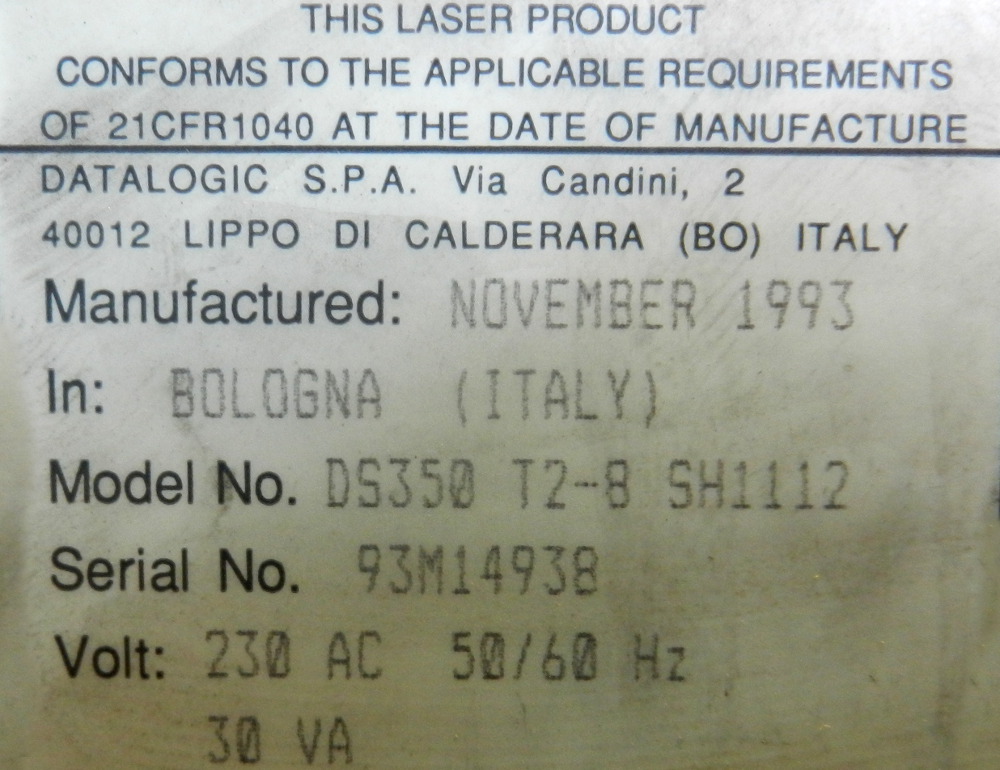 THIS LASER PRODUCT
CONFORMS TO THE APPLICABLE REQUIREMENTS
OF 21CFR1040 AT THE DATE OF MANUFACTURE
DATALOGIC S.P.A. Via Candini, 2
40012 LIPPO DI CALDERARA (BO) ITALY
Manufactured: NOVEMBER 1993
In: BOLOGNA (ITALY)
Model No. DS350 T2-8 SH1112
Serial No. 93M14938
Volt: 230 AC 50/60 Hz
30 VA